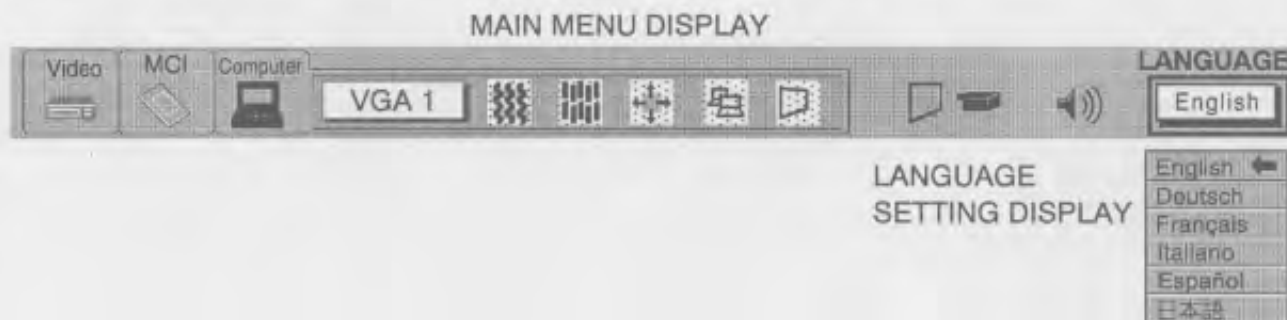 MAIN MENU DISPLAY
Video MCI Computer
VGA 1
LANGUAGE
English
LANGUAGE
SETTING DISPLAY
English
Deutsch
Français
Italiano
Español
日本語